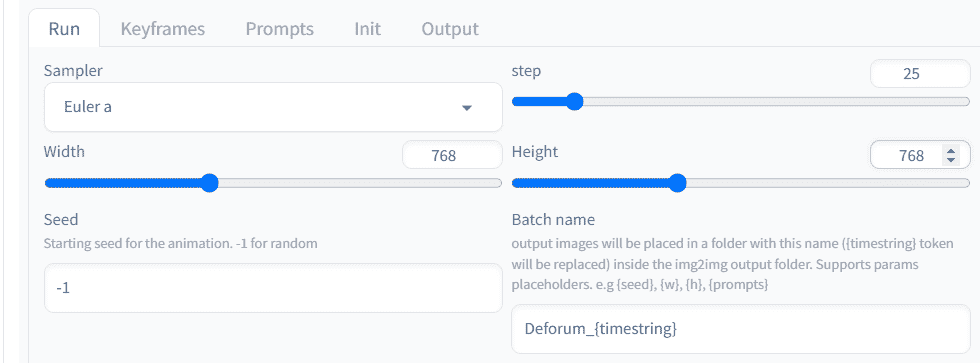 Run Keyframes Prompts Init Output
Sampler
Euler a
step
25
Width
768
Height
768
Seed
Starting seed for the animation. -1 for random
-1
Batch name
output images will be placed in a folder with this name ({timestring} token
will be replaced) inside the img2img output folder. Supports params
placeholders. e.g {seed}, {w}, {h}, {prompts}
Deforum_{timestring}